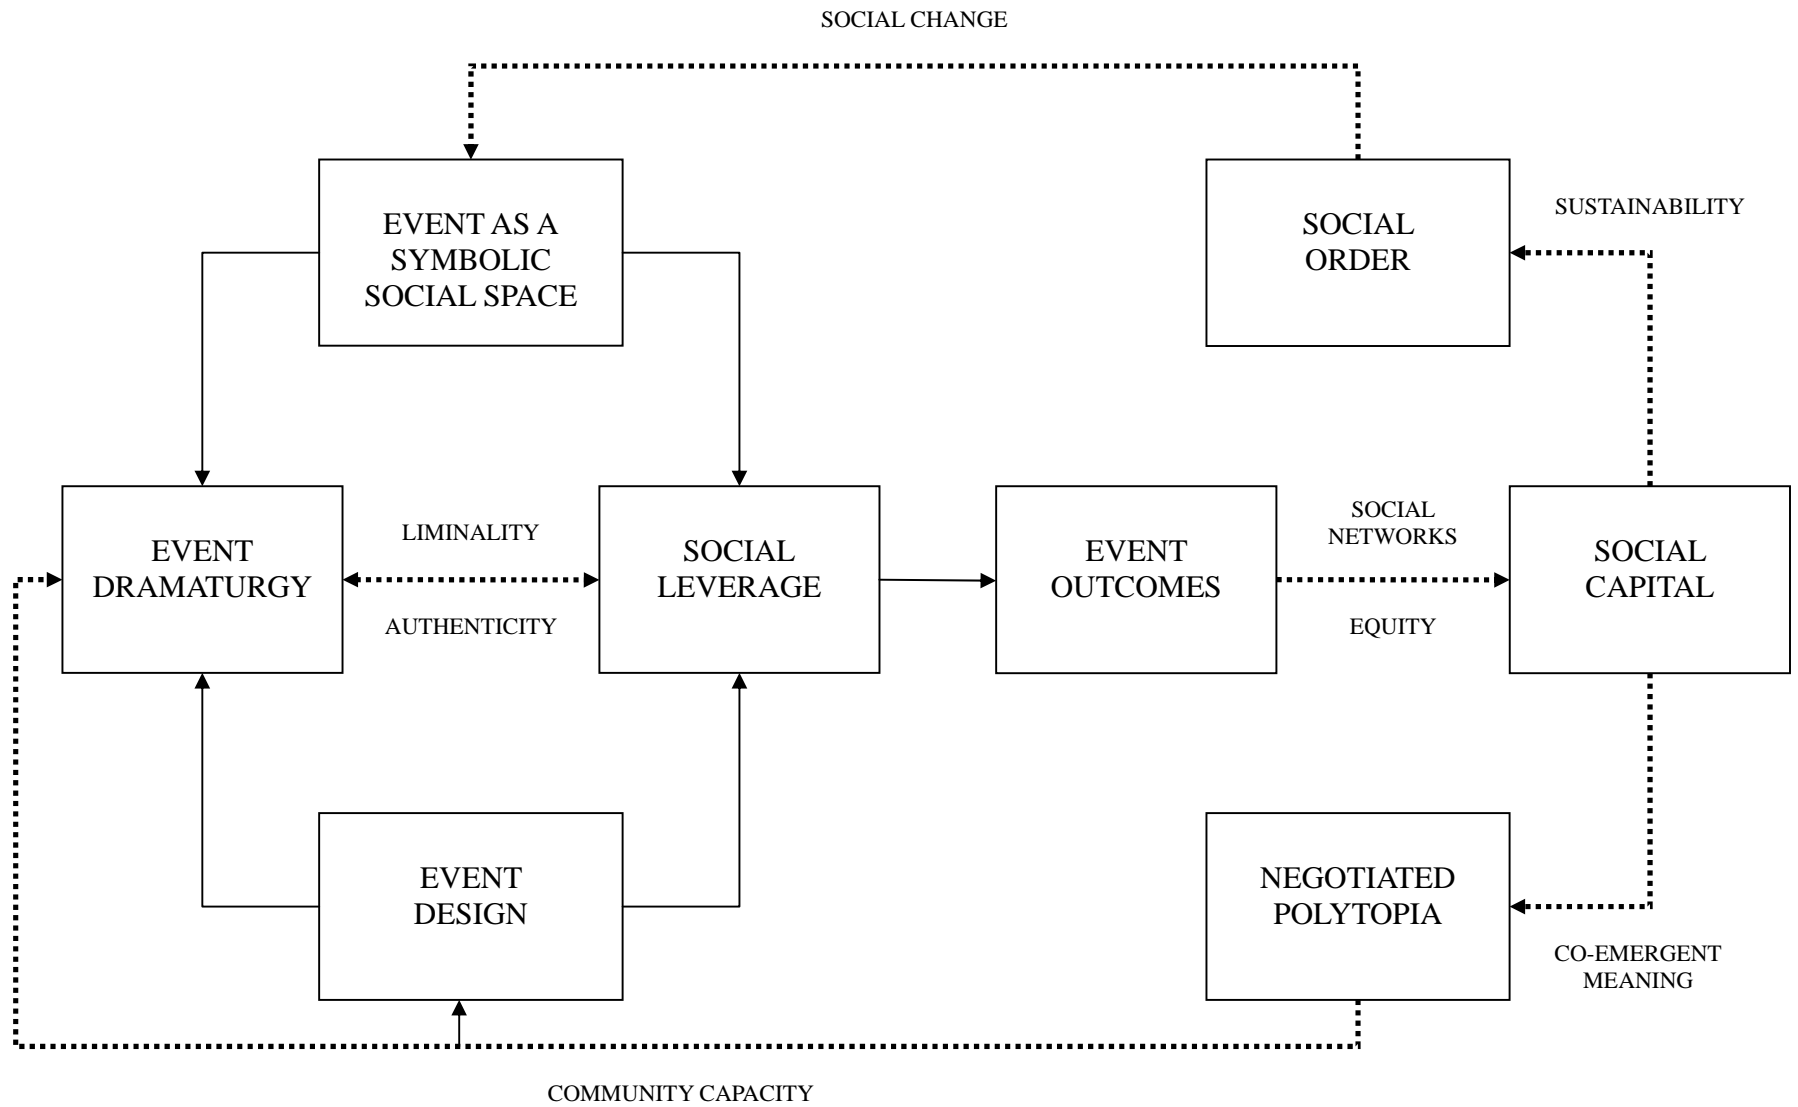 SOCIAL CHANGE
EVENT AS A
SYMBOLIC
SOCIAL SPACE
SOCIAL
ORDER
SUSTAINABILITY
EVENT
DRAMATURGY
LIMINALITY
AUTHENTICITY
SOCIAL
LEVERAGE
EVENT
OUTCOMES
SOCIAL
NETWORKS
EQUITY
SOCIAL
CAPITAL
EVENT
DESIGN
NEGOTIATED
POLYTOPIA
CO-EMERGENT
MEANING
COMMUNITY CAPACITY